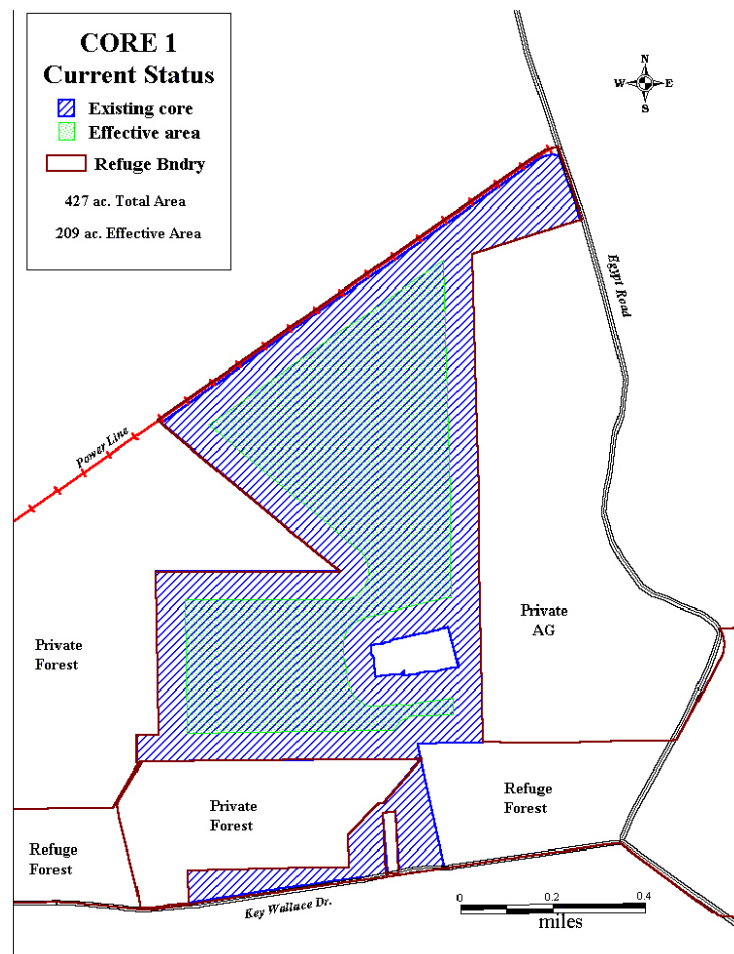 CORE 1
Current Status
Existing core
Effective area
Refuge Bndry
427 ac. Total Area
209 ac. Effective Area
N
W E
S
Egypt Road
Power Line
Private
Forest
Private
AG
Private
Forest
Refuge
Forest
Refuge
Forest
Key Wallace Dr.
0 0.2 0.4
miles